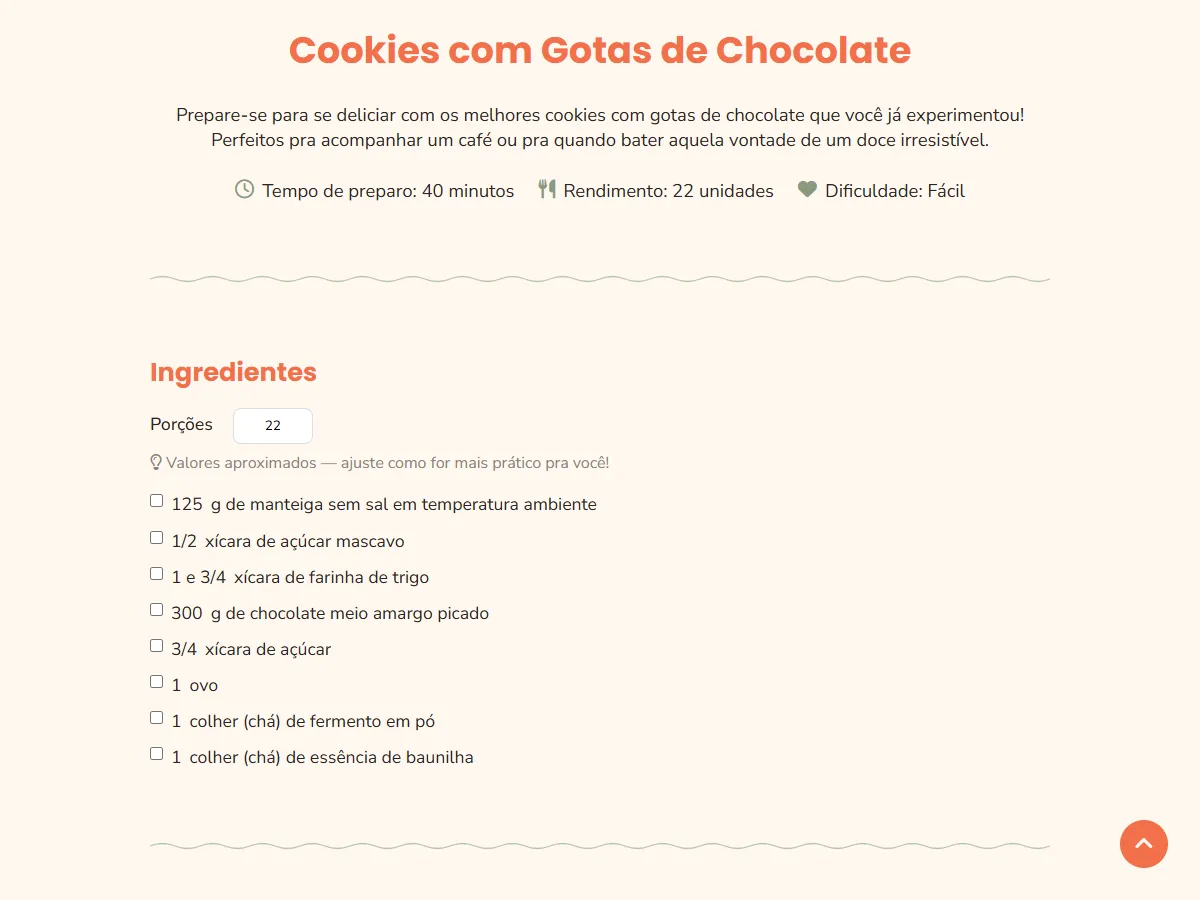 Cookies com Gotas de Chocolate
Prepare-se para se deliciar com os melhores cookies com gotas de chocolate que você já experimentou!
Perfeitos pra acompanhar um café ou pra quando bater aquela vontade de um doce irresistível.
Tempo de preparo: 40 minutos Rendimento: 22 unidades Dificuldade: Fácil
Ingredientes
Porções 22
Valores aproximados — ajuste como for mais prático pra você!
125 g de manteiga sem sal em temperatura ambiente
1/2 xícara de açúcar mascavo
1 e 3/4 xícara de farinha de trigo
300 g de chocolate meio amargo picado
3/4 xícara de açúcar
1 ovo
1 colher (chá) de fermento em pó
1 colher (chá) de essência de baunilha